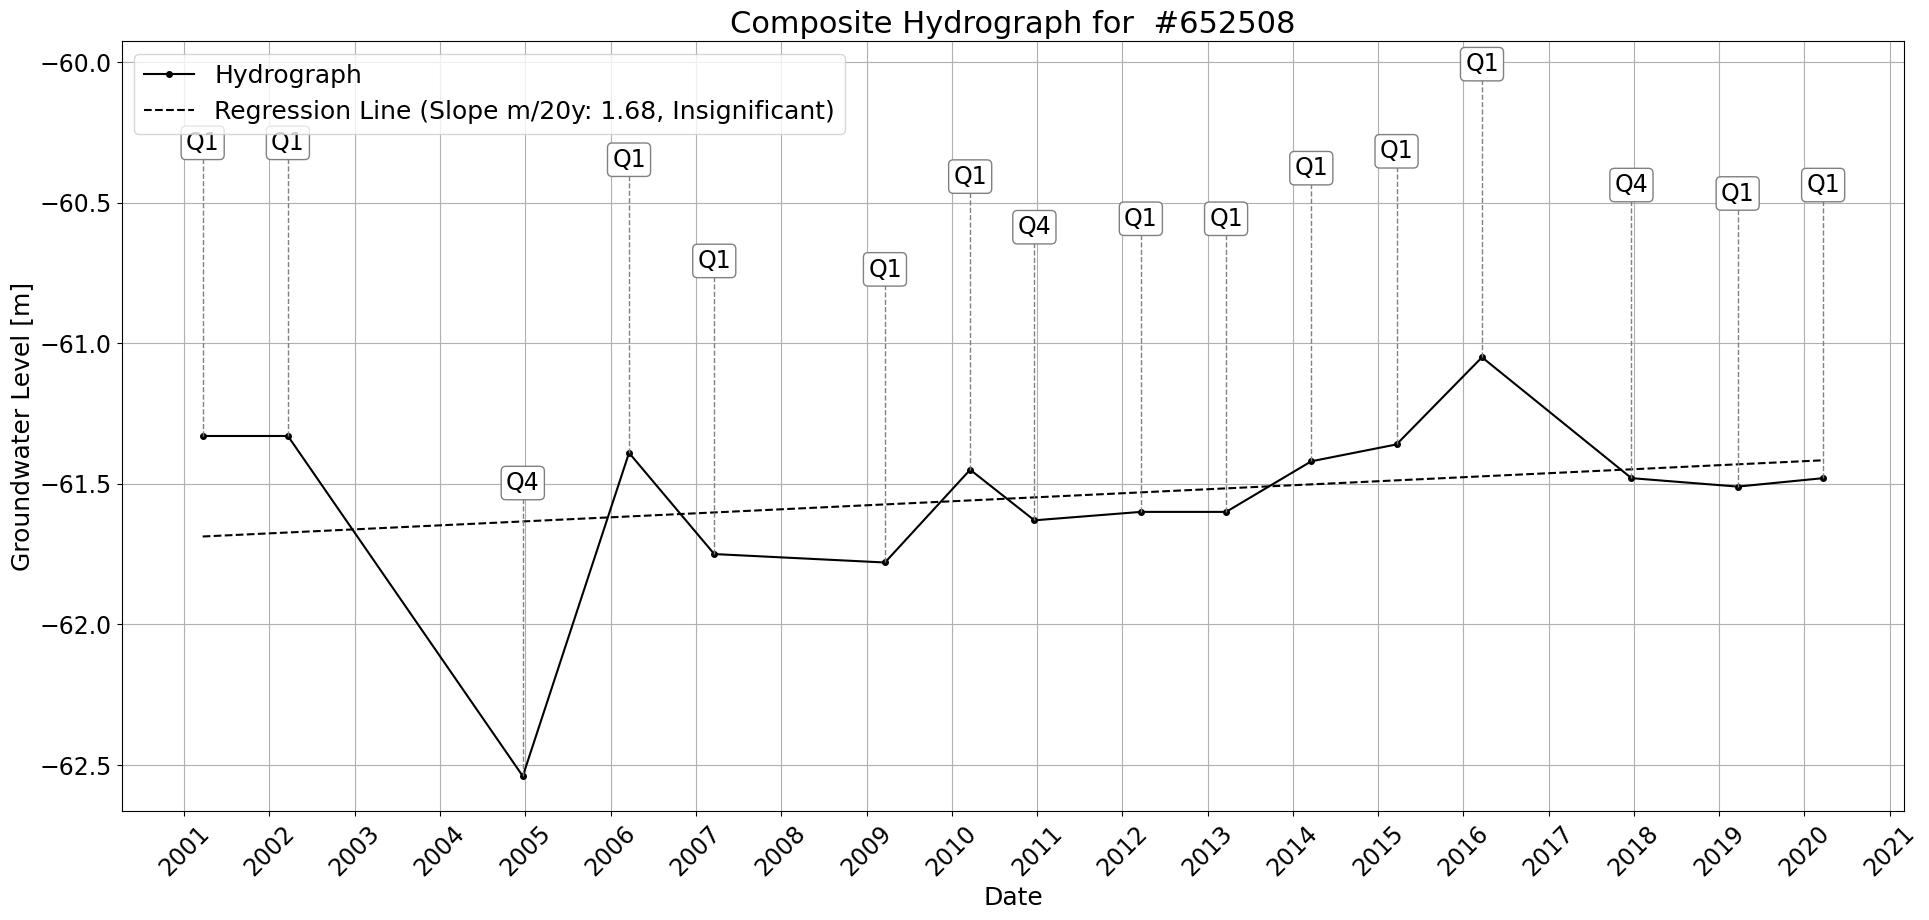 Composite Hydrograph for  #652508
Hydrograph
Regression Line (Slope m/20y: 1.68, Insignificant)
Groundwater Level [m]
−60.0
−60.5
−61.0
−61.5
−62.0
−62.5
Q1
Q1
Q4
Q1
Q1
Q1
Q1
Q4
Q1
Q1
Q1
Q1
Q1
Q4
Q1
Q1
2001
2002
2003
2004
2005
2006
2007
2008
2009
2010
2011
2012
2013
2014
2015
2016
2017
2018
2019
2020
2021
Date